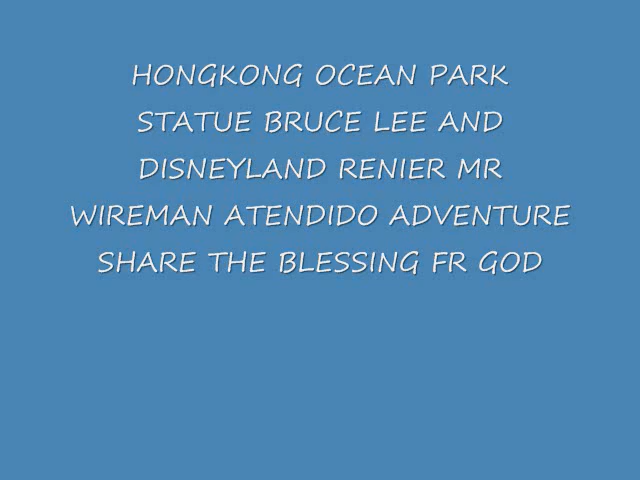 HONGKONG OCEAN PARK
STATUE BRUCE LEE AND
DISNEYLAND RENIER MR
WIREMAN ATENDIDO ADVENTURE
SHARE THE BLESSING FR GOD